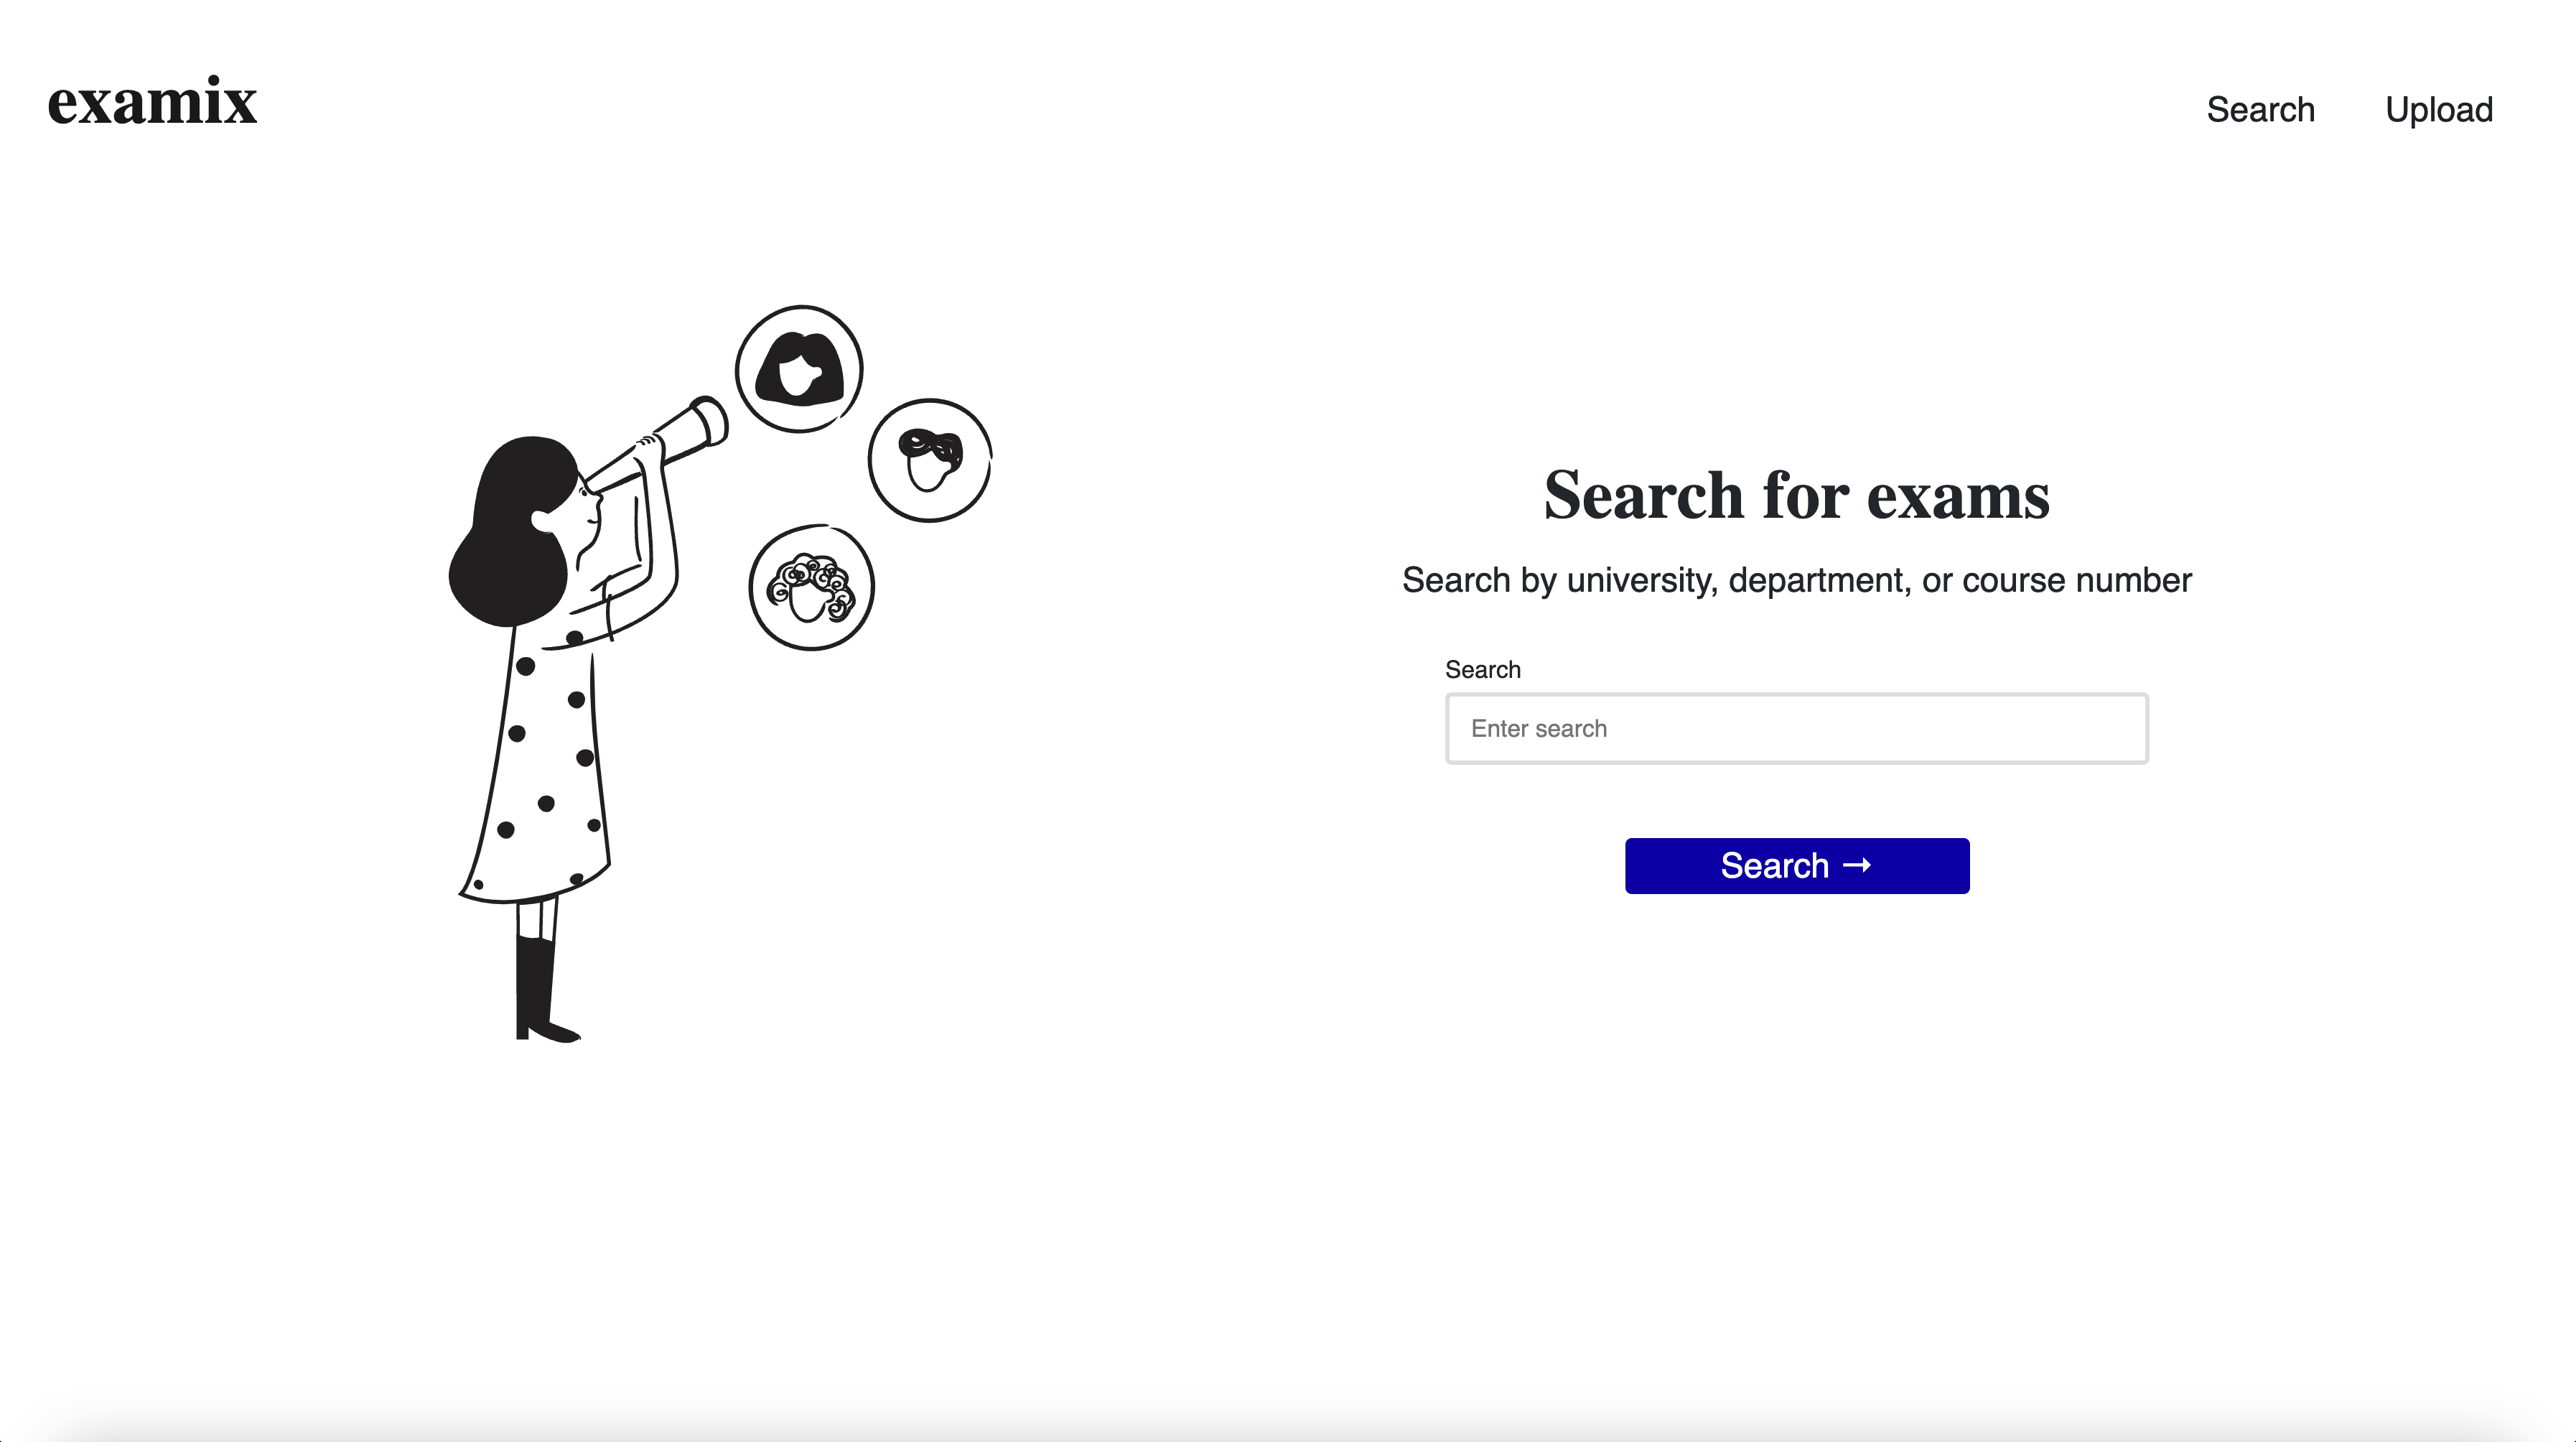 examix
Search
Upload
Search for exams
Search by university, department, or course number
Search
Enter search
Search →